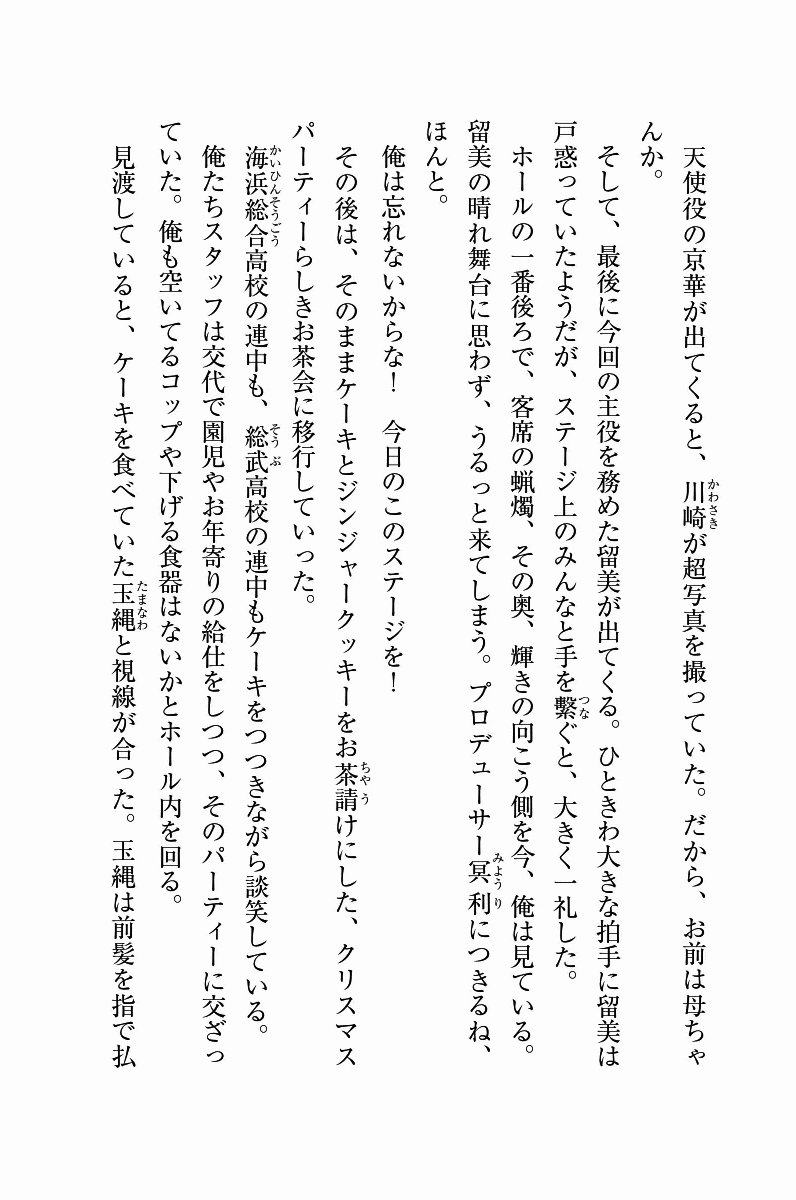 天使役の京華が出てくると、川崎が超写真を撮っていた。だから、お前は母ちゃ
んか。
そして、最後に今回の主役を務めた留美が出てくる。ひときわ大きな拍手に留美は
戸惑っていたようだが、ステージ上のみんなと手を繋ぐと、大きく一礼した。
ホールの一番後ろで、客席の蝋燭、その奥、輝きの向こう側を今、俺は見ている。
留美の晴れ舞台に思わず、うるっと来てしまう。プロデューサー冥利につきるね、
ほんと。
俺は忘れないからな！　今日のこのステージを！
その後は、そのままケーキとジンジャークッキーをお茶請けにした、クリスマス
パーティーらしきお茶会に移行していった。
海浜総合高校の連中も、総武高校の連中もケーキをつつきながら談笑している。
俺たちスタッフは交代で園児やお年寄りの給仕をしつつ、そのパーティーに交ざっ
ていた。俺も空いてるコップや下げる食器はないかとホール内を回る。
見渡していると、ケーキを食べていた玉縄と視線が合った。玉縄は前髪を指で払